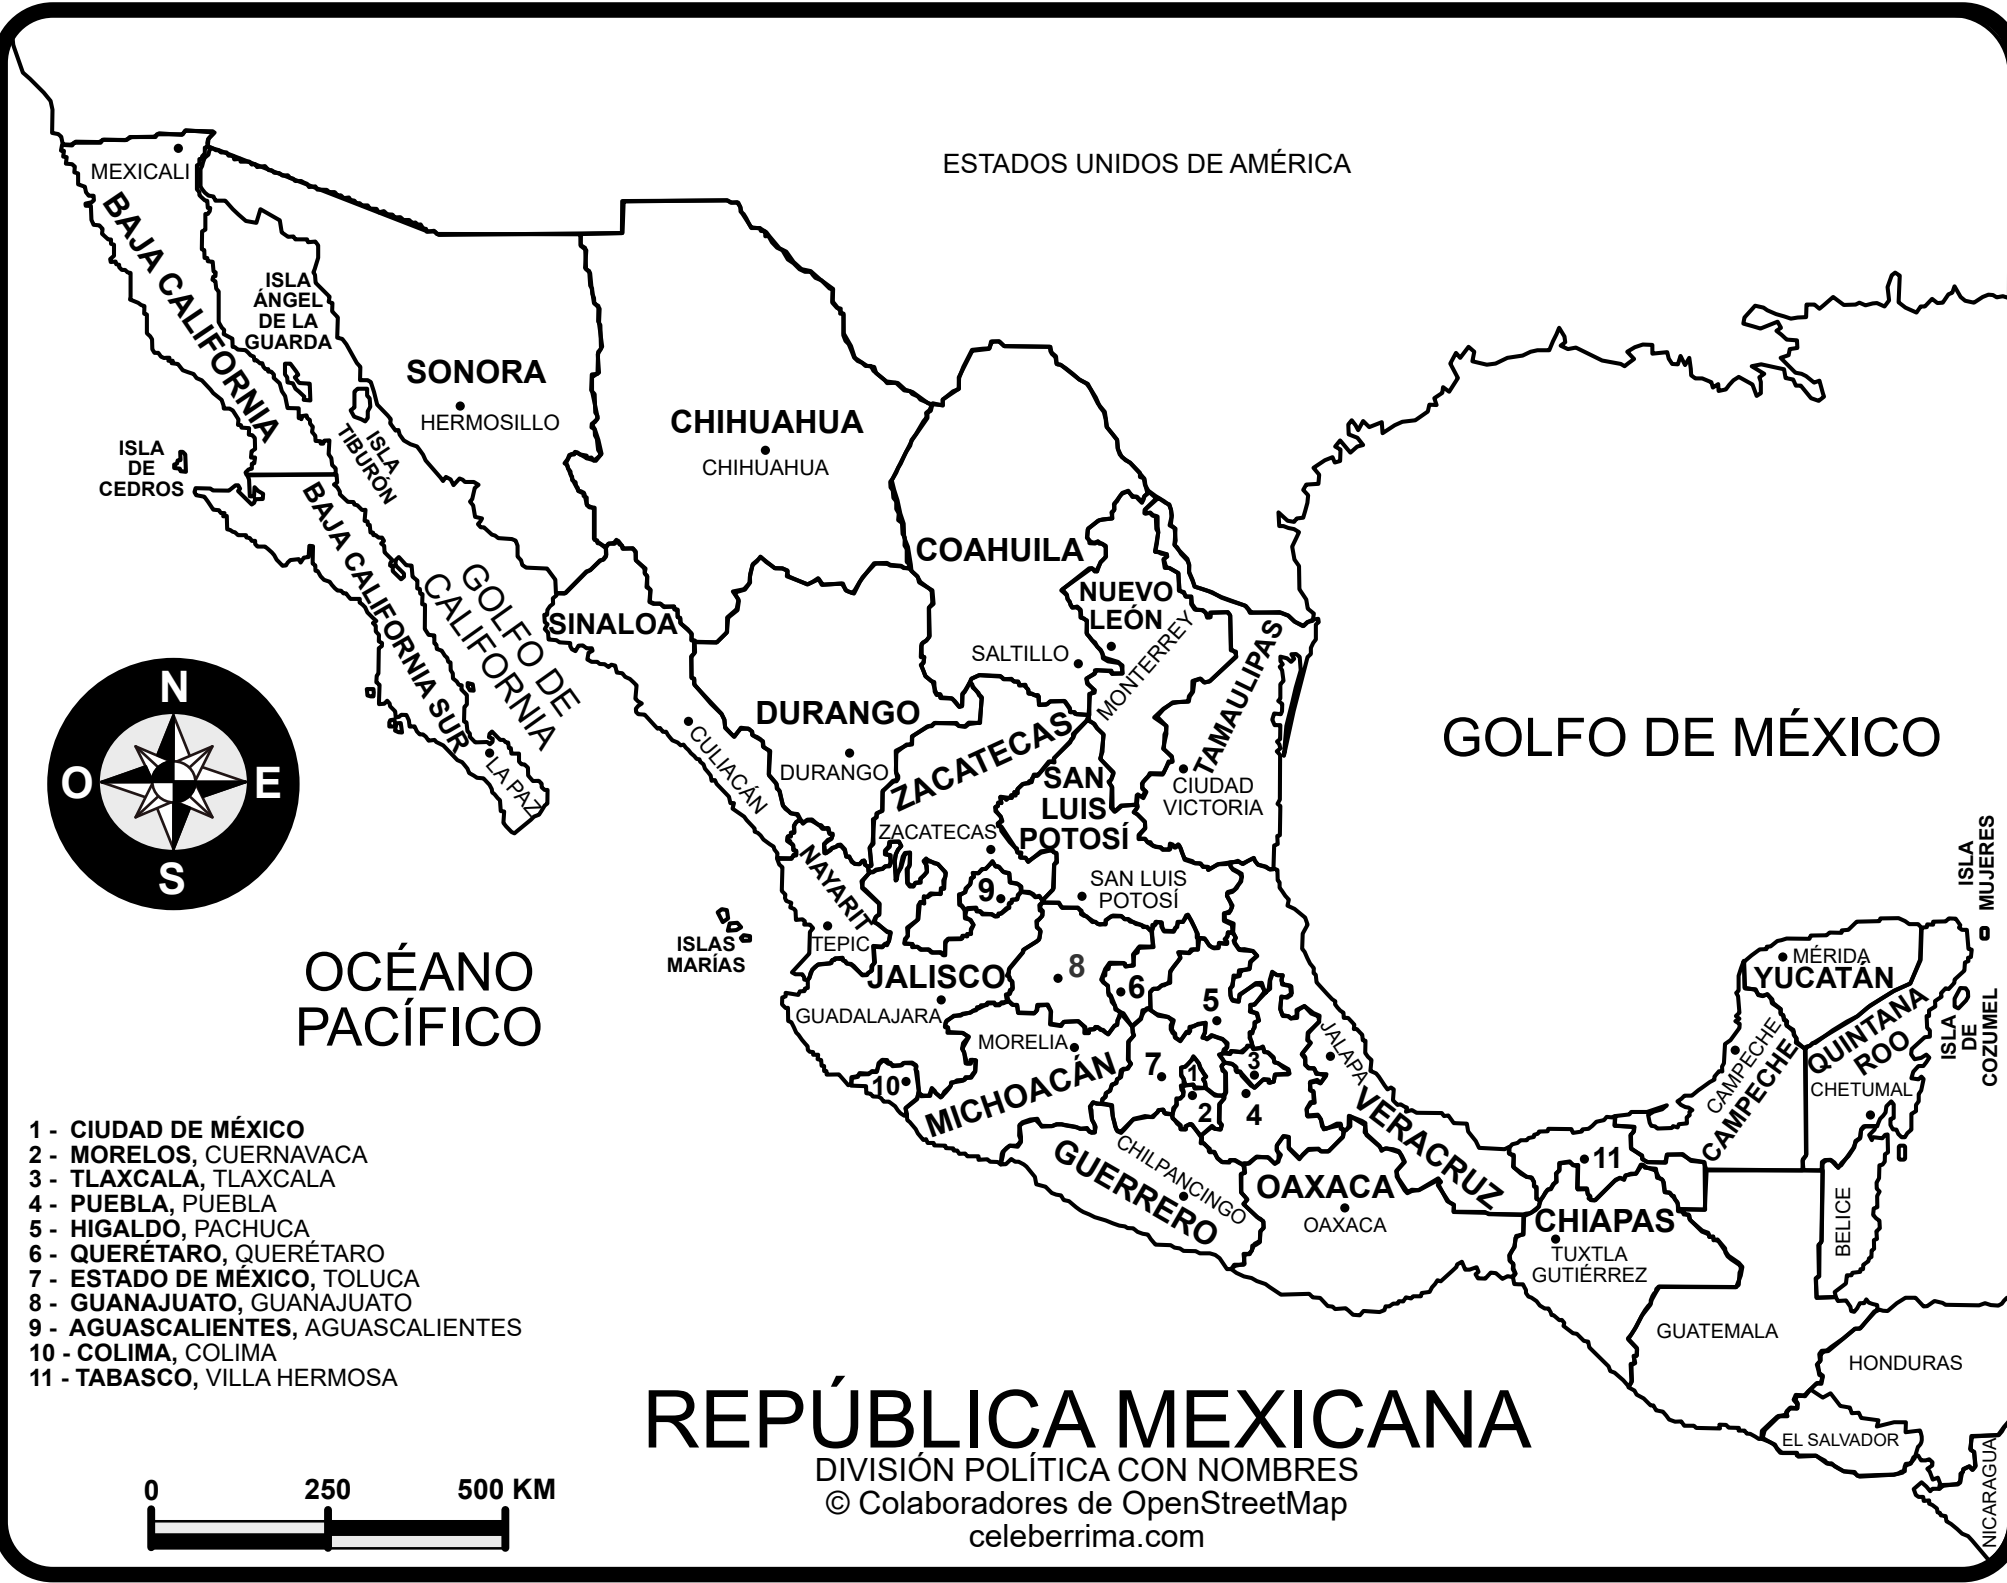 ESTADOS UNIDOS DE AMÉRICA
MEXICALI
BAJA CALIFORNIA
ISLA
ÁNGEL
DE LA
GUARDA
SONORA
HERMOSILLO
CHIHUAHUA
CHIHUAHUA
ISLA
DE
CEDROS
ISLA
TIBURÓN
BAJA CALIFORNIA SUR
LA PAZ
GOLFO DE
CALIFORNIA
COAHUILA
SALTILLO
NUEVO
LEÓN
MONTERREY
SINALOA
CULIACÁN
DURANGO
DURANGO
ZACATECAS
ZACATECAS
SAN
LUIS
POTOSÍ
SAN LUIS
POTOSÍ
TAMAULIPAS
CIUDAD
VICTORIA
GOLFO DE MÉXICO
N
O
E
S
NAYARIT
TEPIC
ISLAS
MARÍAS
OCÉANO
PACÍFICO
JALISCO
GUADALAJARA
9
8
6
5
7
1
3
2
4
10
11
MORELIA
MICHOACÁN
GUERRERO
CHILPANCINGO
OAXACA
OAXACA
JALAPA
VERACRUZ
CHIAPAS
TUXTLA
GUTIÉRREZ
CAMPECHE
CAMPECHE
MÉRIDA
YUCATÁN
QUINTANA
ROO
CHETUMAL
ISLA
MUJERES
ISLA
DE
COZUMEL
BELICE
GUATEMALA
HONDURAS
EL SALVADOR
NICARAGUA
1 - CIUDAD DE MÉXICO
2 - MORELOS, CUERNAVACA
3 - TLAXCALA, TLAXCALA
4 - PUEBLA, PUEBLA
5 - HIGALDO, PACHUCA
6 - QUERÉTARO, QUERÉTARO
7 - ESTADO DE MÉXICO, TOLUCA
8 - GUANAJUATO, GUANAJUATO
9 - AGUASCALIENTES, AGUASCALIENTES
10 - COLIMA, COLIMA
11 - TABASCO, VILLA HERMOSA
0 250 500 KM
REPÚBLICA MEXICANA
DIVISIÓN POLÍTICA CON NOMBRES
© Colaboradores de OpenStreetMap
celeberrima.com